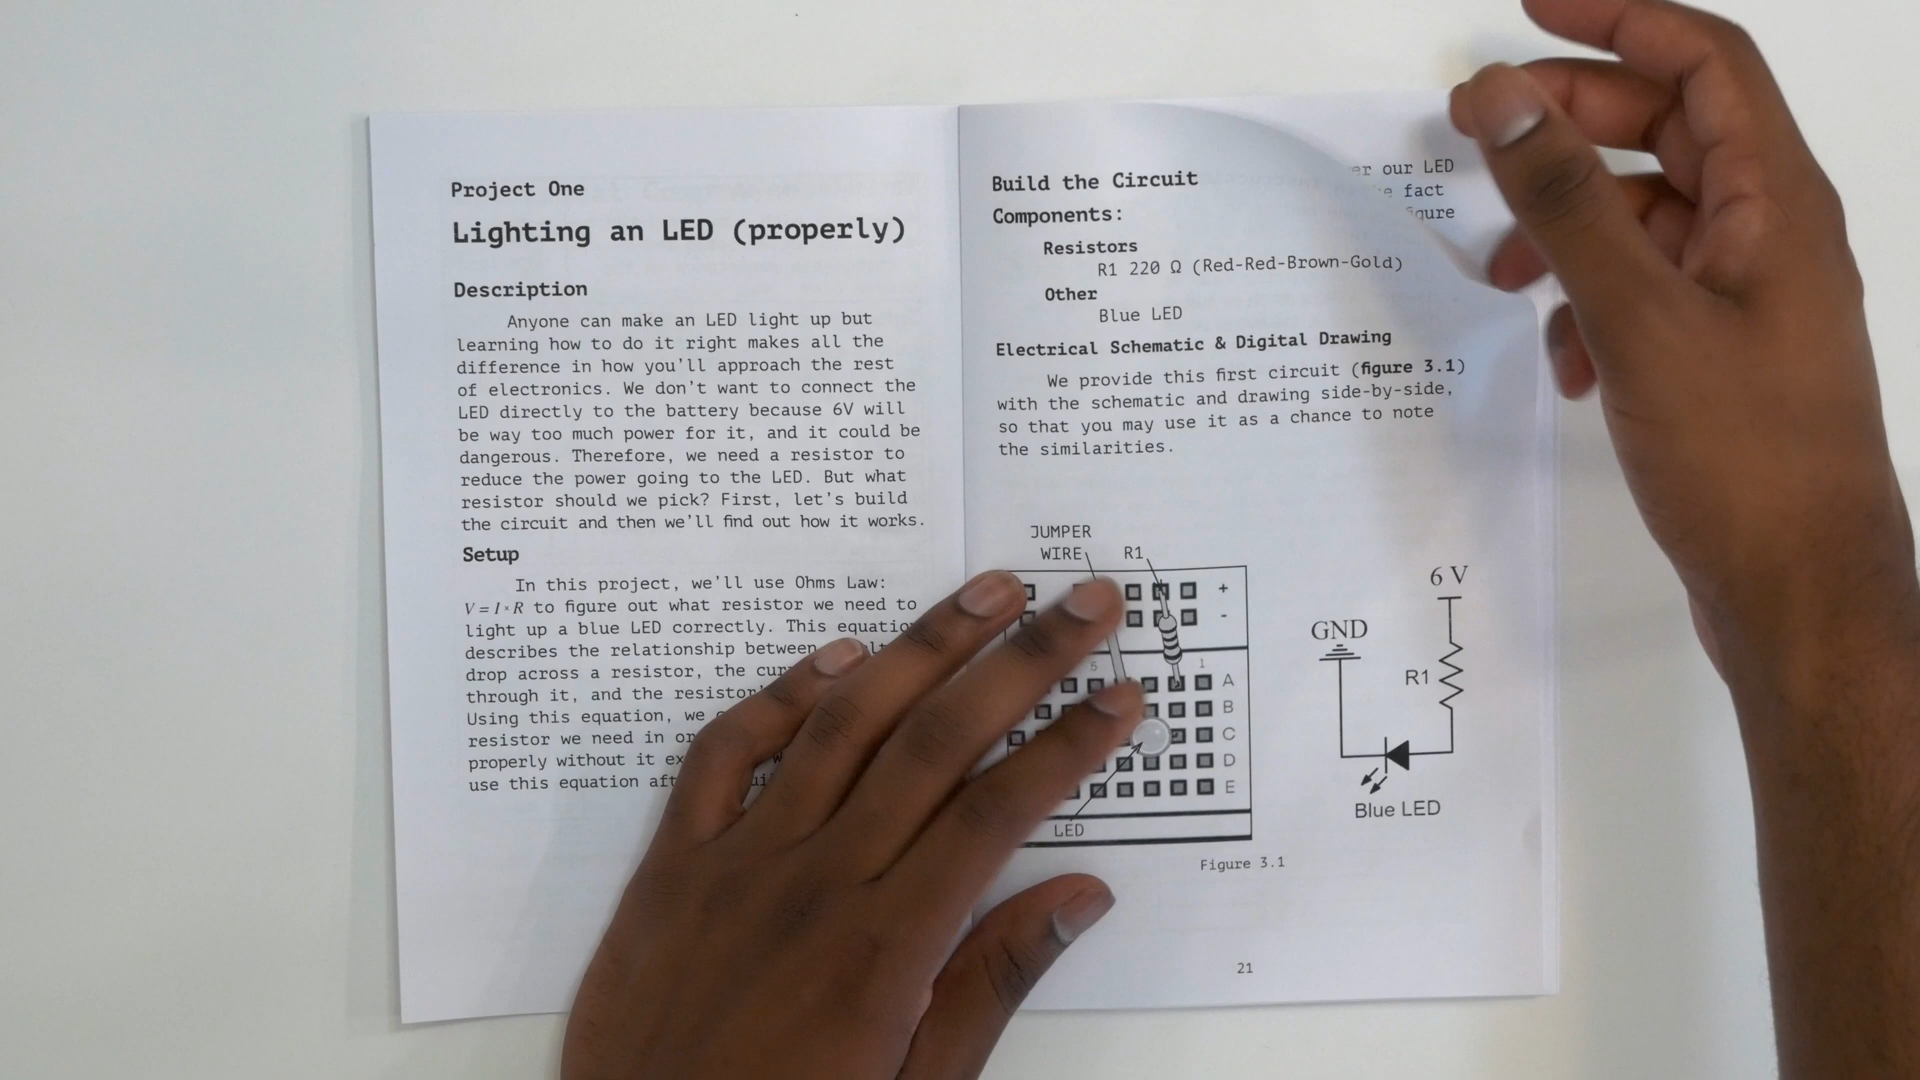 Project One
Lighting an LED (properly)
Description
Anyone can make an LED light up but
learning how to do it right makes all the
difference in how you'll approach the rest
of electronics. We don't want to connect the
LED directly to the battery because 6V will
be way too much power for it, and it could be
dangerous. Therefore, we need a resistor to
reduce the power going to the LED. But what
resistor should we pick? First, let's build
the circuit and then we'll find out how it works.
Setup
In this project, we'll use Ohms Law:
V = I * R to figure out what resistor we need to
light up a blue LED correctly. This
describes the relationship between
drop across a resistor, the
through it, and the
Using this equation, we
resistor we need in
properly without it
use this equation
Build the Circuit
Components:
Resistors
R1 220 Ω (Red-Red-Brown-Gold)
Other
Blue LED
Electrical Schematic & Digital Drawing
We provide this first circuit (figure 3.1)
with the schematic and drawing side-by-side,
so that you may use it as a chance to note
the similarities.
our LED
fact
JUMPER
WIRE
R1
+
-
5
1
A
B
C
D
E
LED
6 V
GND
R1
Blue LED
Figure 3.1
21